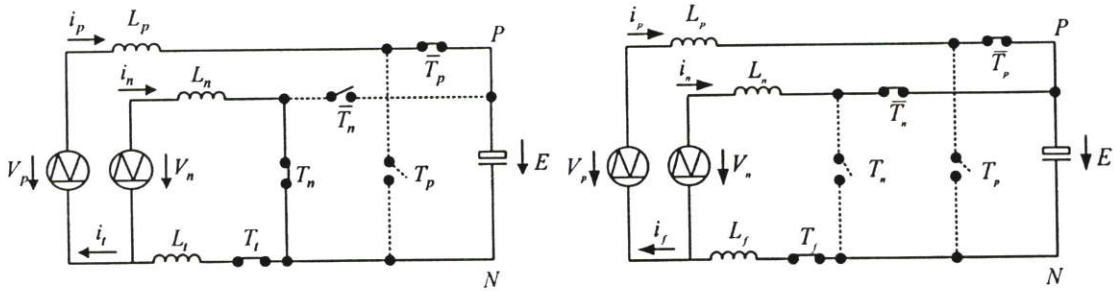 i_p L_p P
T̅_p
i_n L_n
T̅_n
V_p V_n T_n T_p E
i_t L_t T_t
N
i_p L_p P
T̅_p
i_n L_n
T̅_n
V_p V_n T_n T_p E
i_f L_f T_f
N